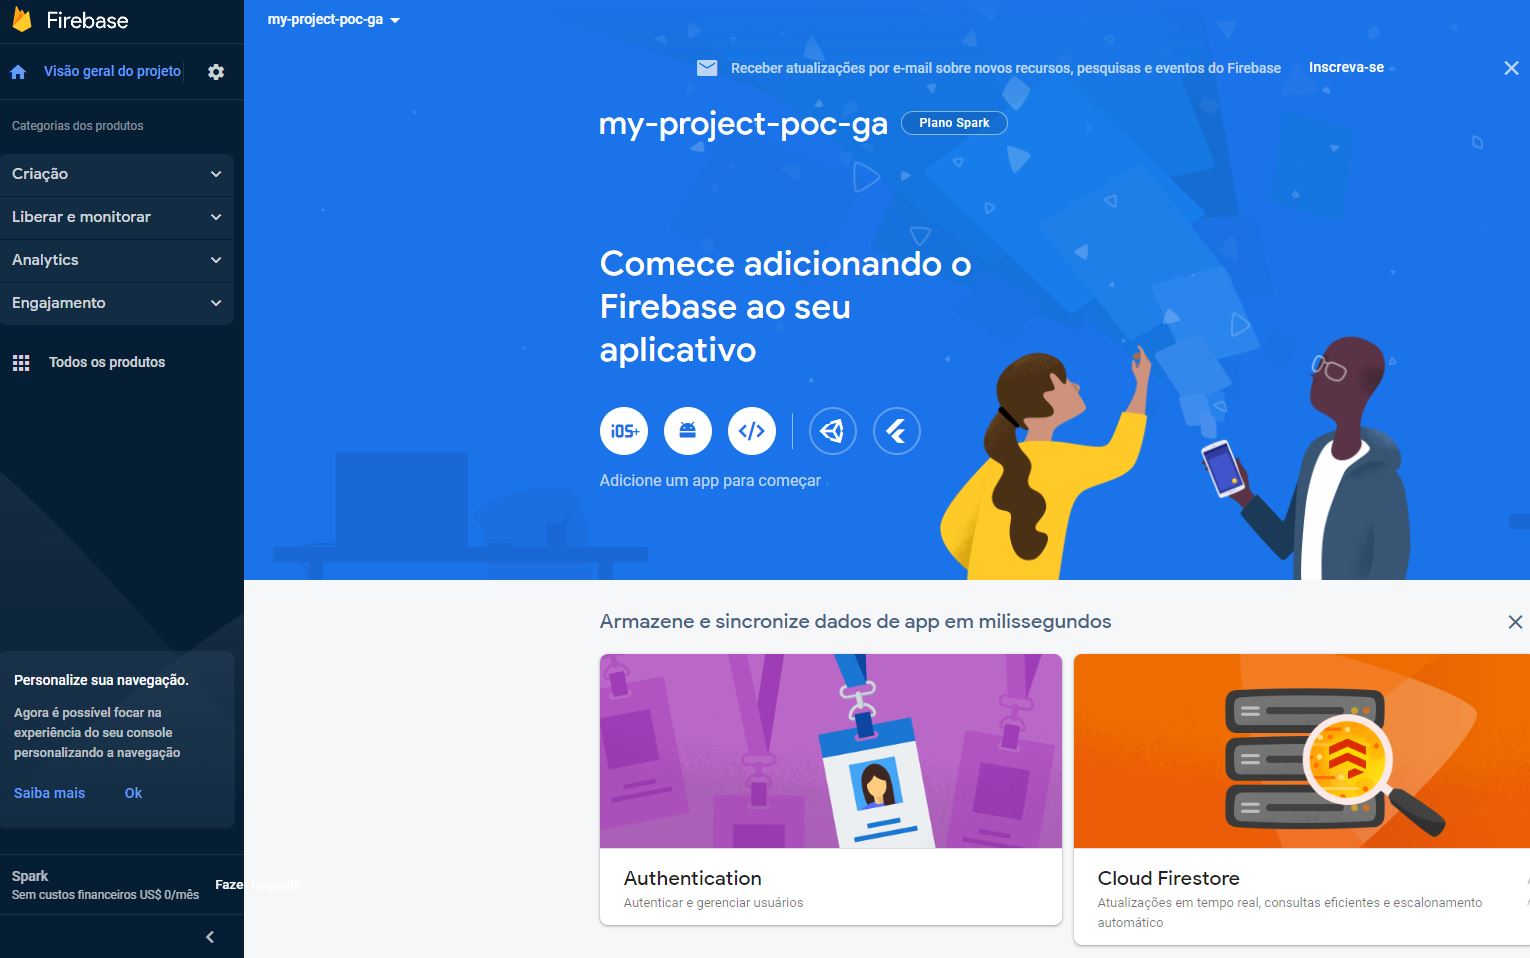 Firebase
my-project-poc-ga
Visão geral do projeto
Receber atualizações por e-mail sobre novos recursos, pesquisas e eventos do Firebase
Inscreva-se
my-project-poc-ga
Plano Spark
Categorias dos produtos
Criação
Liberar e monitorar
Analytics
Engajamento
Todos os produtos
Comece adicionando o
Firebase ao seu
aplicativo
iOS+
Adicione um app para começar
Armazene e sincronize dados de app em milissegundos
Authentication
Autenticar e gerenciar usuários
Cloud Firestore
Atualizações em tempo real, consultas eficientes e escalonamento
automático
Personalize sua navegação.
Agora é possível focar na
experiência do seu console
personalizando a navegação
Saiba mais
Ok
Spark
Sem custos financeiros US$ 0/mês
Fazer upgrade